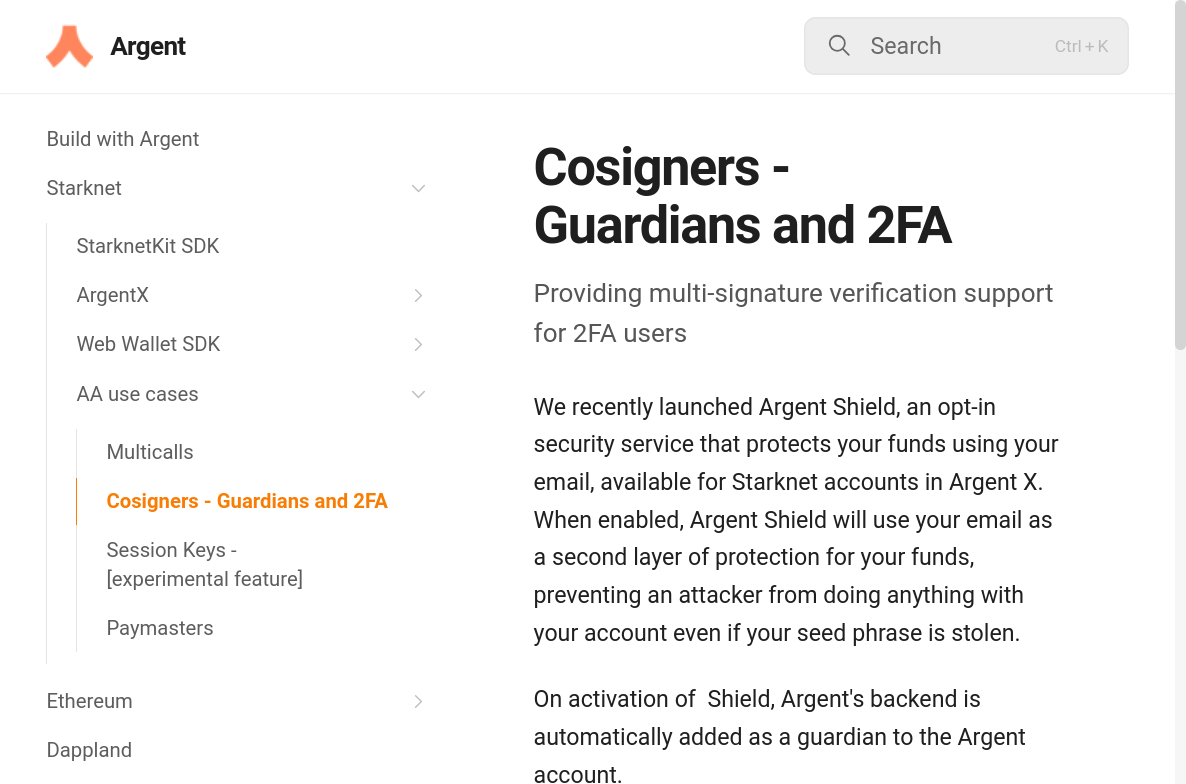 Argent
Search
Ctrl + K
Build with Argent
Starknet
StarknetKit SDK
ArgentX
Web Wallet SDK
AA use cases
Multicalls
Cosigners - Guardians and 2FA
Session Keys -
[experimental feature]
Paymasters
Ethereum
Dappland
Cosigners -
Guardians and 2FA
Providing multi-signature verification support
for 2FA users
We recently launched Argent Shield, an opt-in
security service that protects your funds using your
email, available for Starknet accounts in Argent X.
When enabled, Argent Shield will use your email as
a second layer of protection for your funds,
preventing an attacker from doing anything with
your account even if your seed phrase is stolen.
On activation of  Shield, Argent's backend is
automatically added as a guardian to the Argent
account.